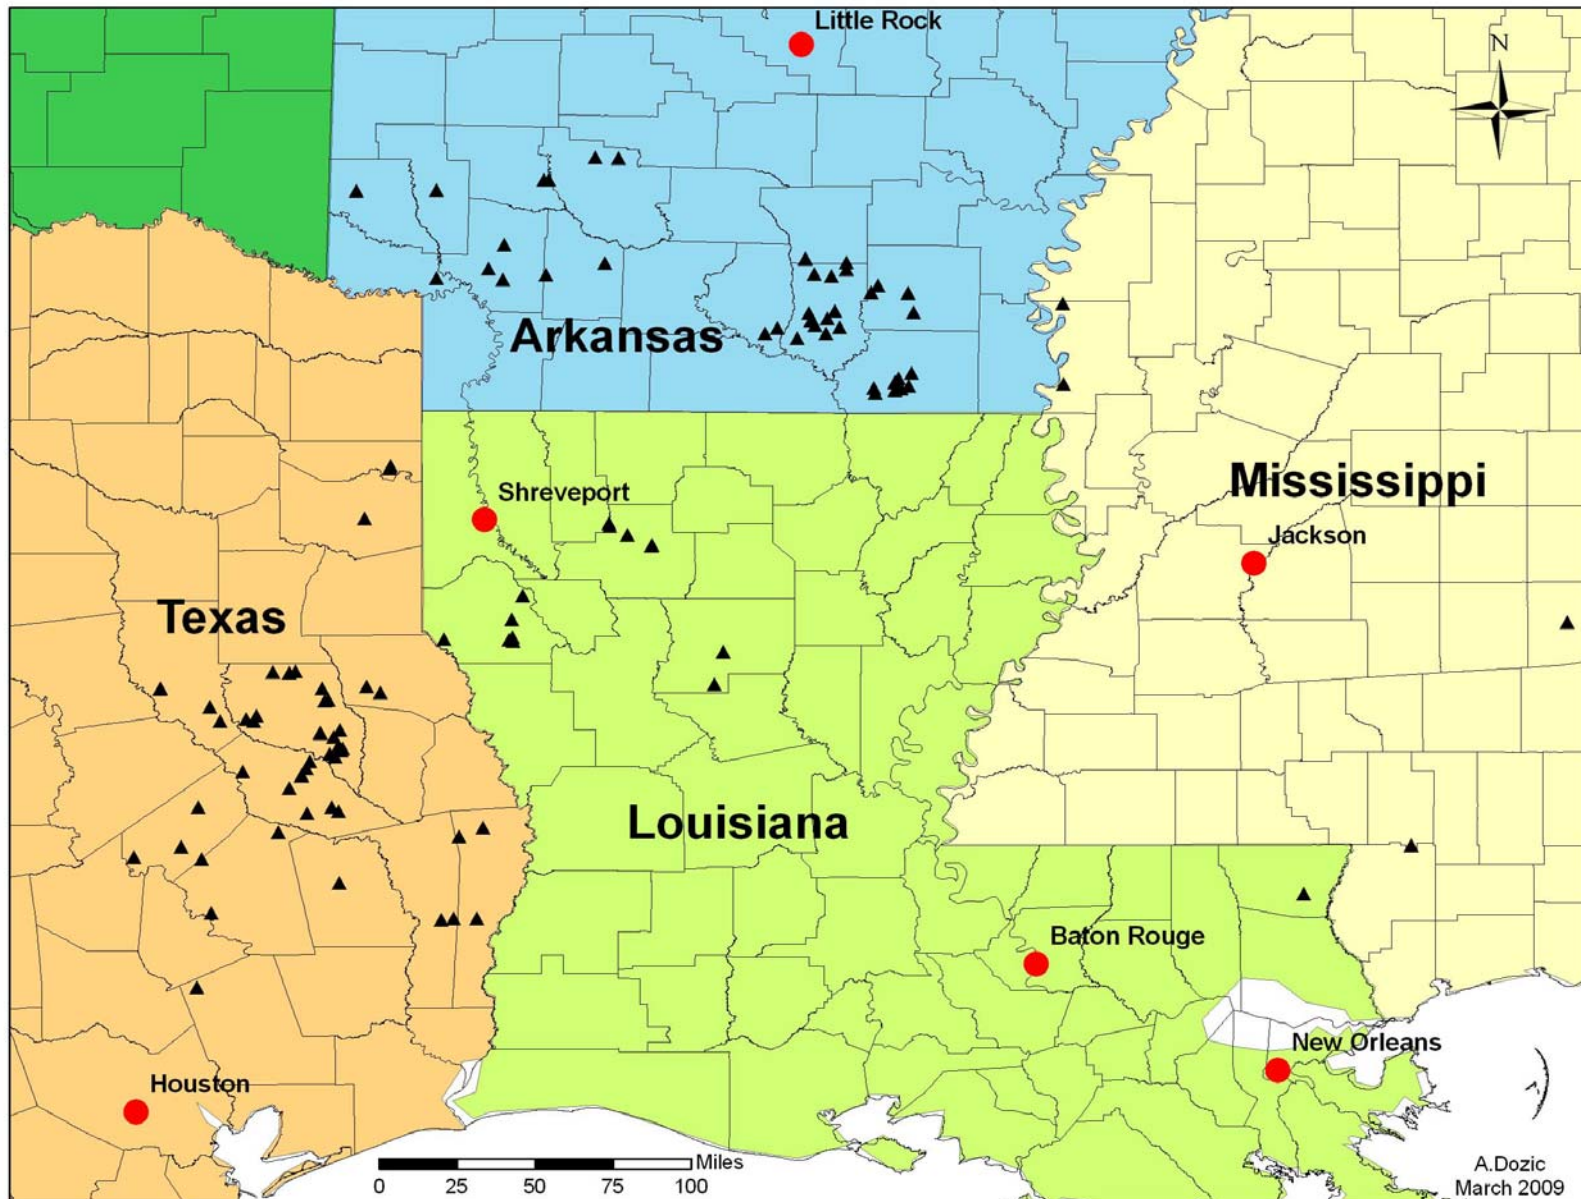 Little Rock
N
Arkansas
Mississippi
Shreveport
Jackson
Texas
Louisiana
Baton Rouge
New Orleans
Houston
Miles
0 25 50 75 100
A.Dozic
March 2009